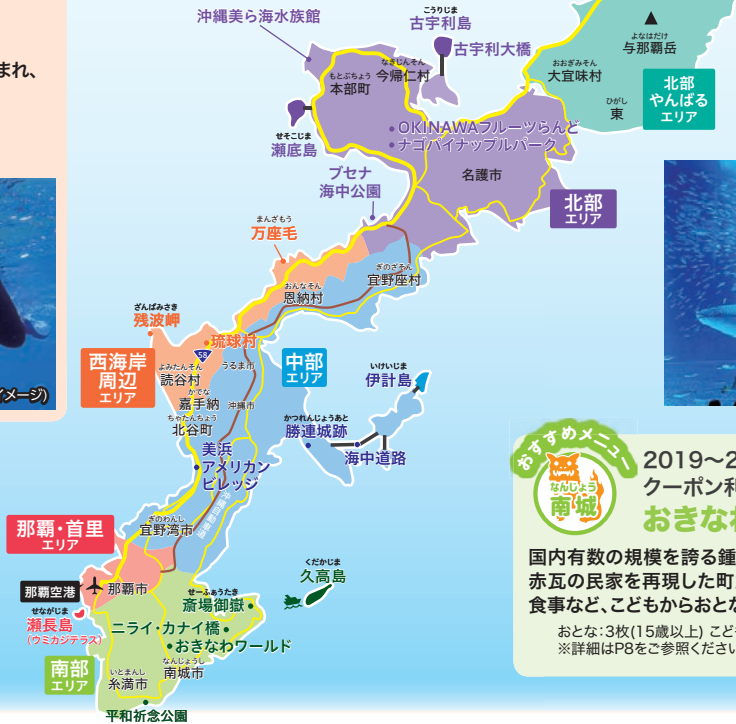 まれ、
イメージ)
沖縄美ら海水族館
こうりじま
古宇利島
古宇利大橋
よなはだけ
与那覇岳
おおぎみそん
大宜味村
ひがし
東
北部
やんばる
エリア
もとぶちょう
本部町
なきじんそん
今帰仁村
せそこじま
瀬底島
OKINAWAフルーツらんど
ナゴパイナップルパーク
名護市
ブセナ
海中公園
北部
エリア
まんざもう
万座毛
おんなそん
恩納村
ぎのざそん
宜野座村
ざんぱみさき
残波岬
琉球村
58
西海岸
周辺
エリア
よみたんそん
読谷村
うるま市
中部
エリア
いけいじま
伊計島
かでな
嘉手納
沖縄市
ちゃたんちょう
北谷町
かつれんじょうあと
勝連城跡
海中道路
美浜
アメリカン
ビレッジ
那覇・首里
エリア
ぎのわんし
宜野湾市
那覇空港
那覇市
せながじま
瀬長島
(ウミカジテラス)
せーふぁうたき
斎場御嶽
くだかじま
久高島
ニライ・カナイ橋
おきなわワールド
南部
エリア
いとまんし
糸満市
なんじょうし
南城市
平和祈念公園
おすすめメニュー
なんじょう
南城
2019〜2
クーポン利
おきなわ
国内有数の規模を誇る鍾
赤瓦の民家を再現した町
食事など、こどもからおとな
おとな：3枚(15歳以上) こども
※詳細はP8をご参照ください